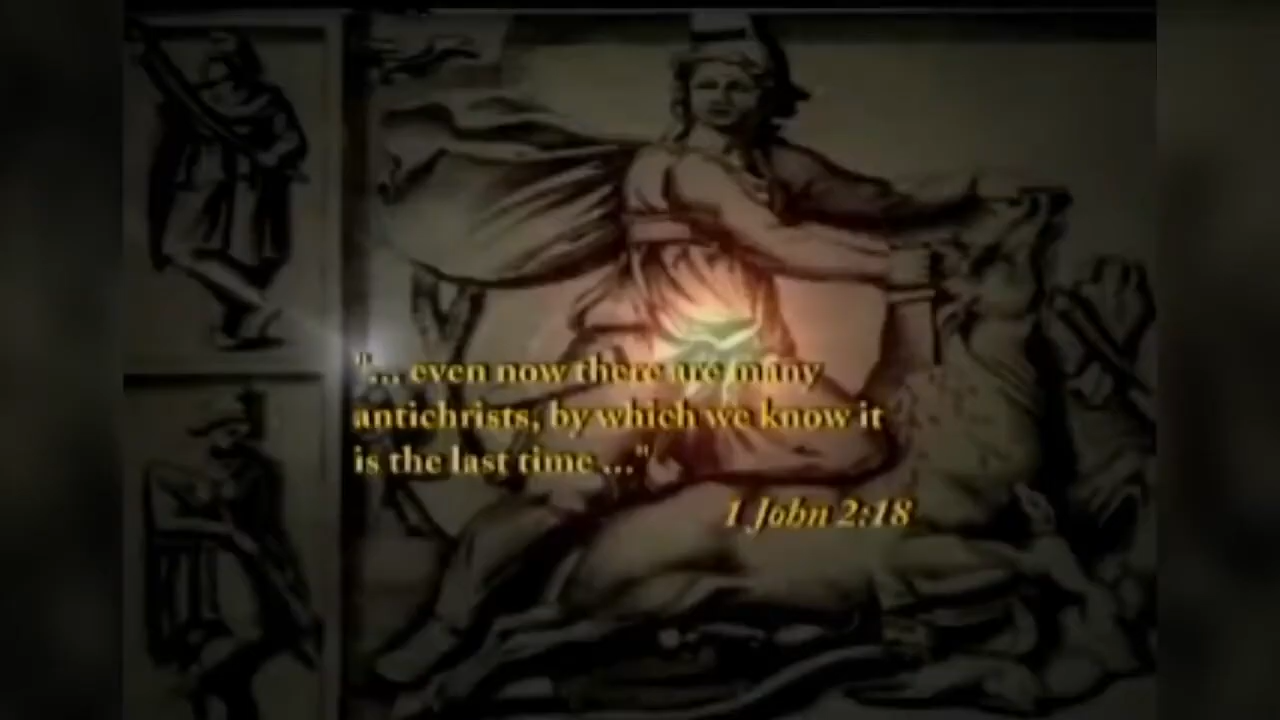 "... even now there are many
antichrists, by which we know it
is the last time ..."
1 John 2:18